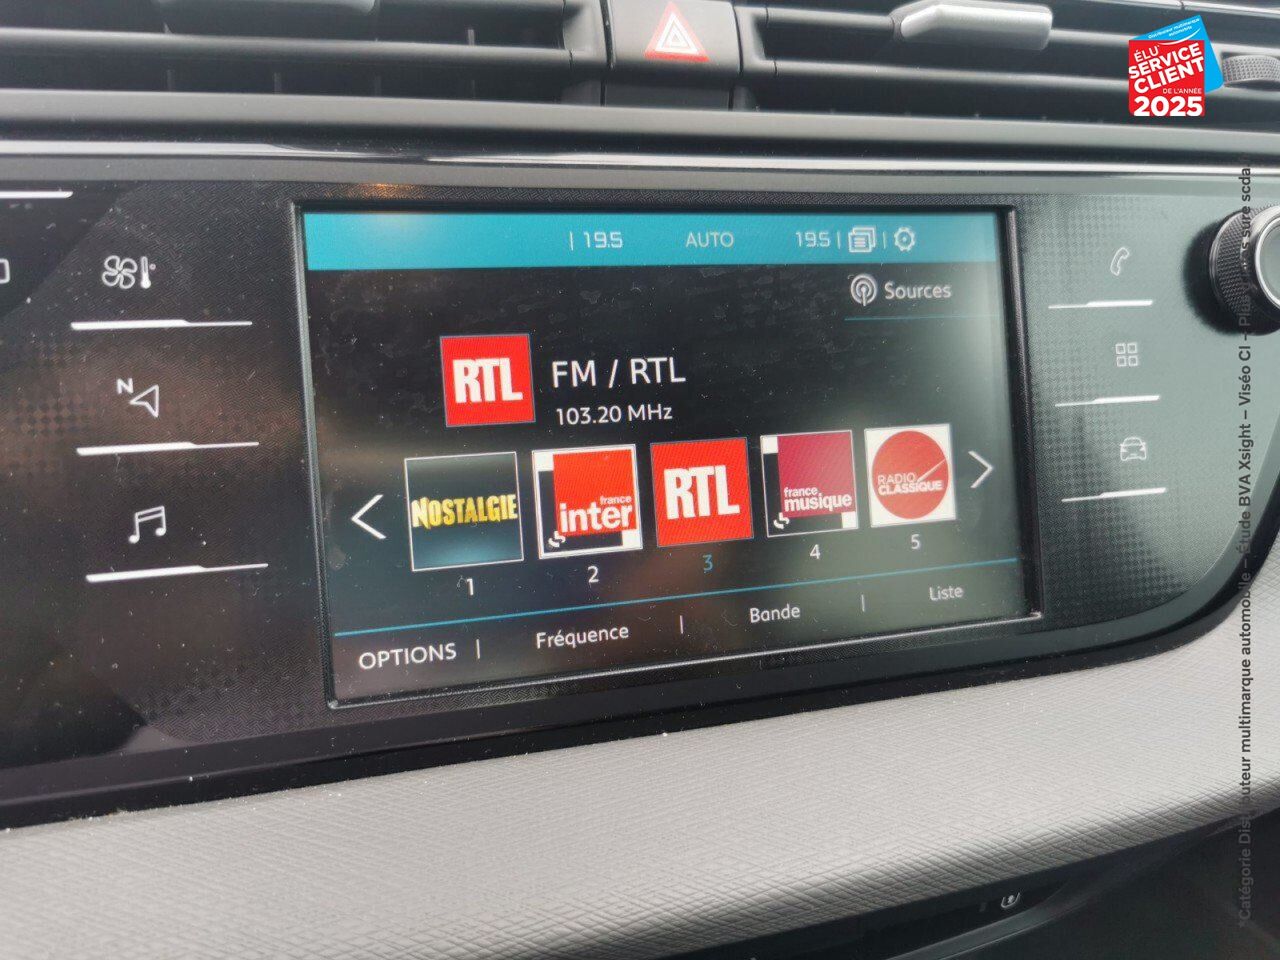 ÉLU
SERVICE
CLIENT
DE L'ANNÉE
2025
19.5 AUTO 19.5
Sources
RTL
FM / RTL
103.20 MHz
N
NOSTALGIE
france
inter
RTL
france
musique
RADIO
CLASSIQUE
1 2 3 4 5
OPTIONS | Fréquence | Bande | Liste
*Catégorie Distributeur multimarque automobile – Étude BVA Xsight – Viséo CI – Plus